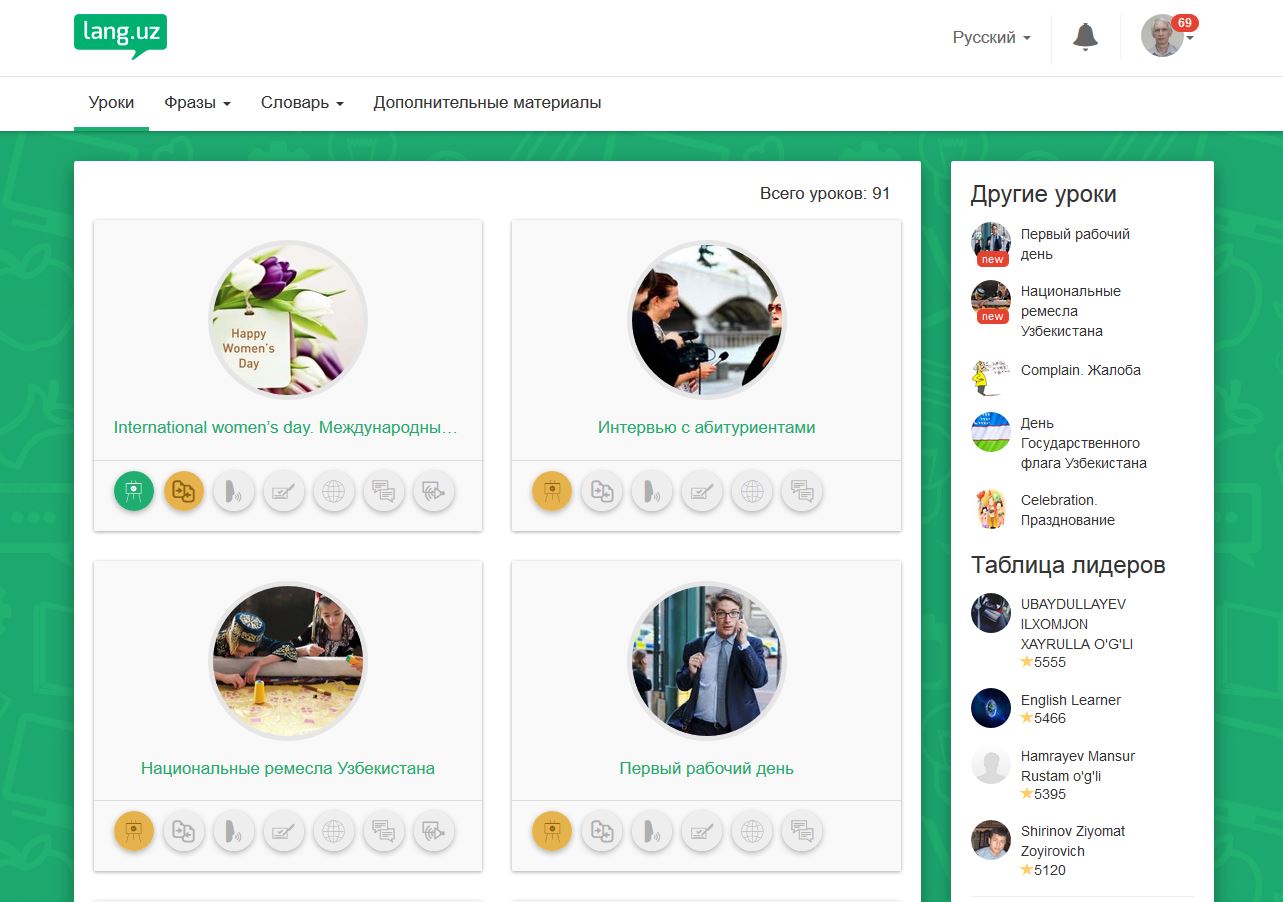 lang.uz
Русский
69
Уроки
Фразы
Словарь
Дополнительные материалы
Всего уроков: 91
Happy
Women's
Day
International women's day. Международны...
Интервью с абитуриентами
Национальные ремесла Узбекистана
Первый рабочий день
Другие уроки
Первый рабочий
день
new
Национальные
ремесла
Узбекистана
new
Complain. Жалоба
День
Государственного
флага Узбекистана
Celebration.
Празднование
Таблица лидеров
UBAYDULLAYEV
ILXOMJON
XAYRULLA O'G'LI
5555
English Learner
5466
Hamrayev Mansur
Rustam o'g'li
5395
Shirinov Ziyomat
Zoyirovich
5120